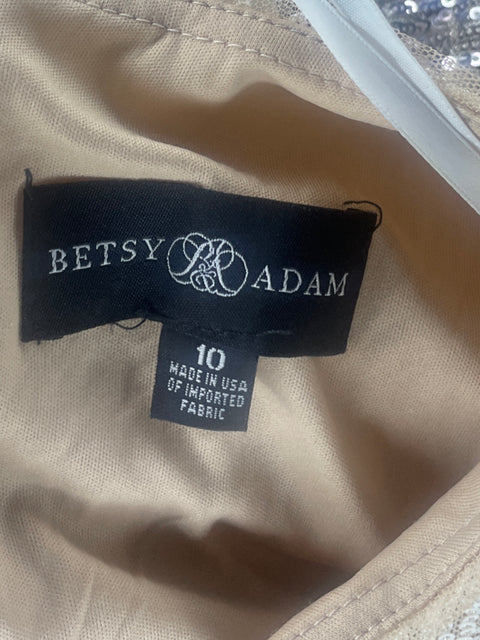 BETSY B&A ADAM
10
MADE IN USA
OF IMPORTED
FABRIC